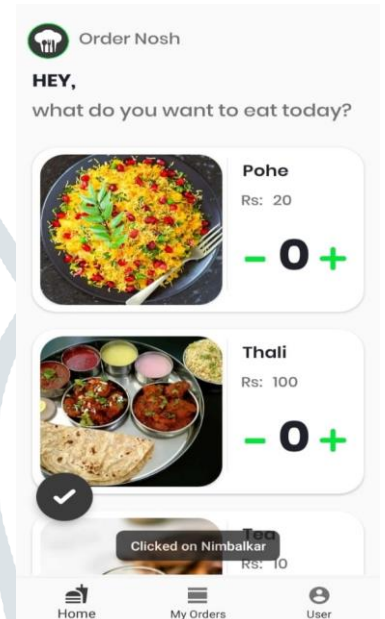 Order Nosh
HEY,
what do you want to eat today?
Pohe
Rs: 20
- 0 +
Thali
Rs: 100
- 0 +
Tea
Clicked on Nimbalkar
Rs: 10
Home My Orders User